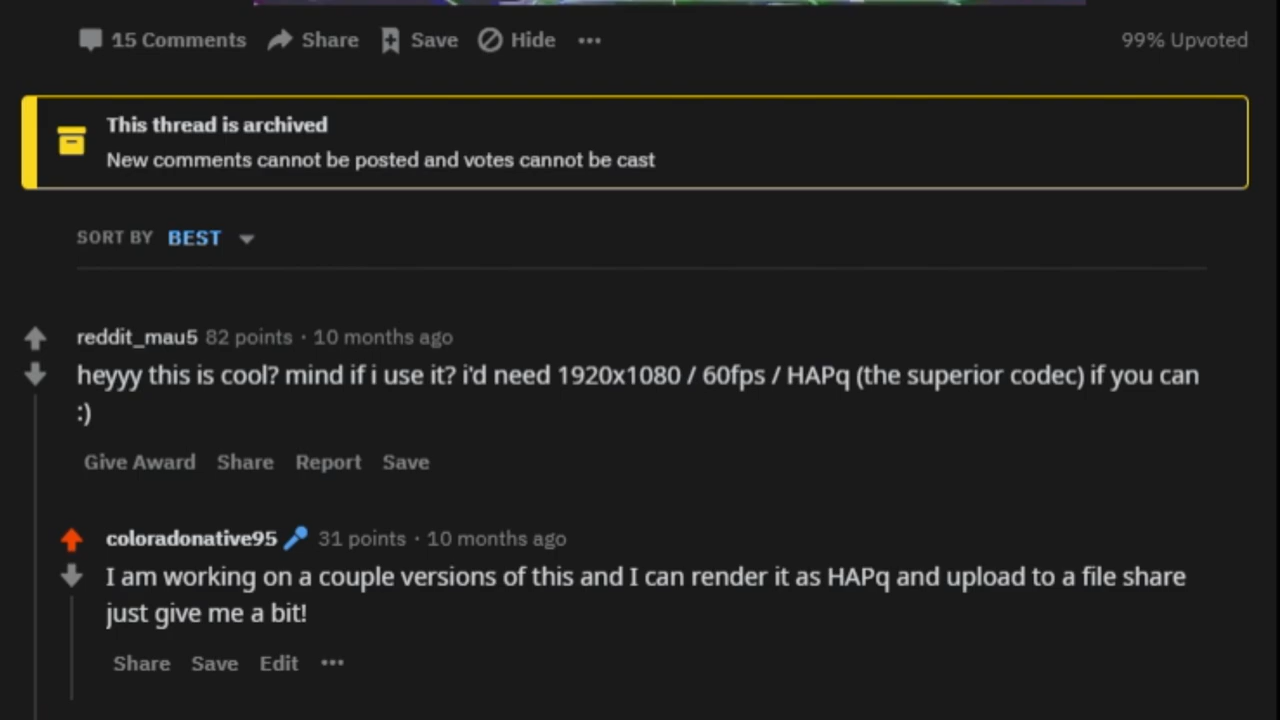 15 Comments Share Save Hide ••• 99% Upvoted
This thread is archived
New comments cannot be posted and votes cannot be cast
SORT BY BEST
reddit_mau5 82 points · 10 months ago
heyyy this is cool? mind if i use it? i'd need 1920x1080 / 60fps / HAPq (the superior codec) if you can
:)
Give Award Share Report Save
coloradonative95 31 points · 10 months ago
I am working on a couple versions of this and I can render it as HAPq and upload to a file share
just give me a bit!
Share Save Edit •••